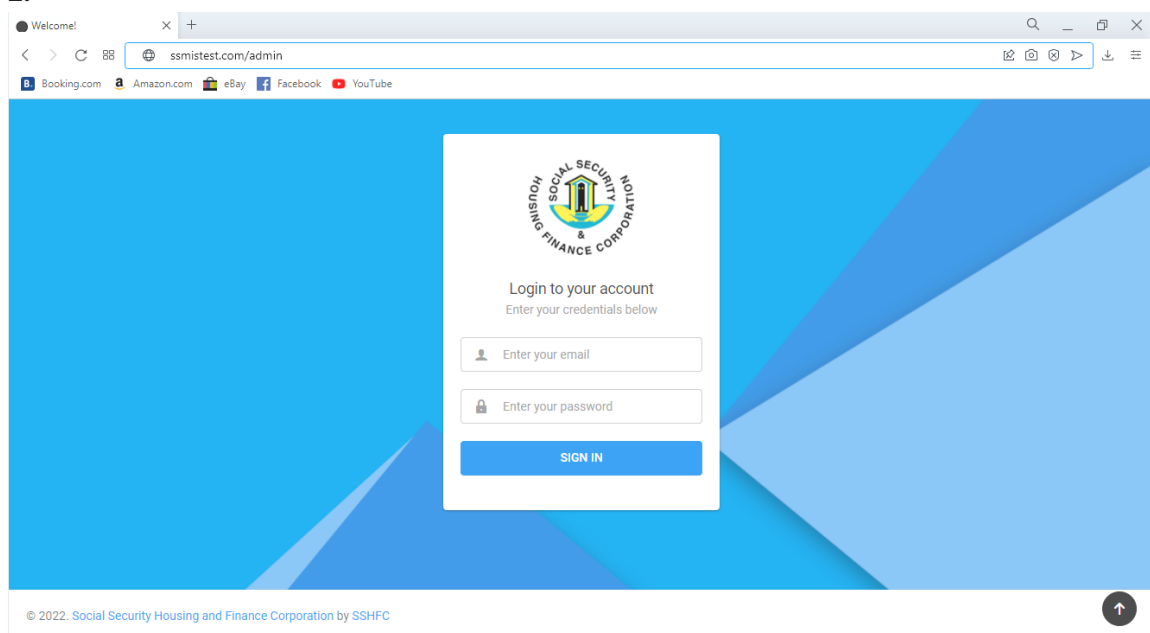 Welcome!
ssmistest.com/admin
Booking.com Amazon.com eBay Facebook YouTube
SOCIAL SECURITY
HOUSING FINANCE CORPORATION
&
Login to your account
Enter your credentials below
Enter your email
Enter your password
SIGN IN
© 2022. Social Security Housing and Finance Corporation by SSHFC